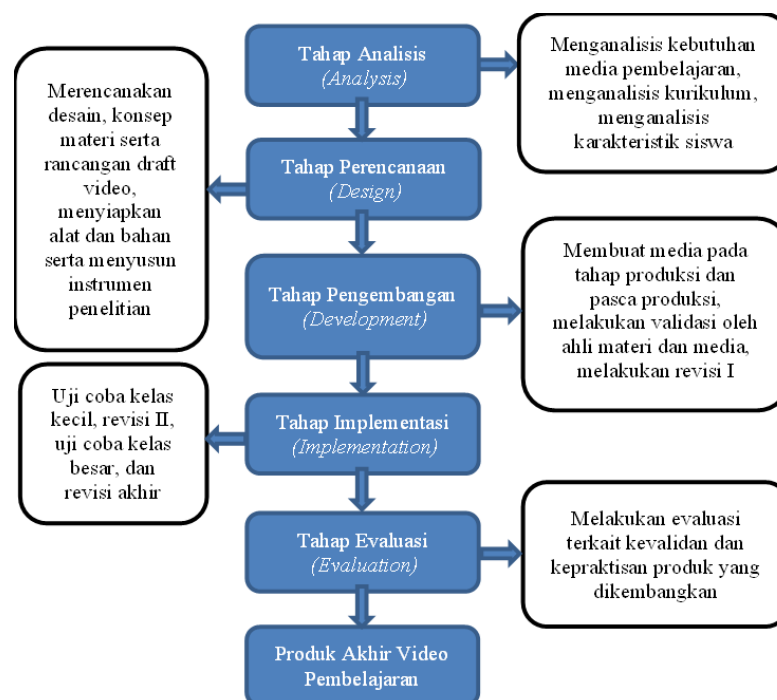 Tahap Analisis
(Analysis)
Menganalisis kebutuhan
media pembelajaran,
menganalisis kurikulum,
menganalisis
karakteristik siswa
Merencanakan
desain, konsep
materi serta
rancangan draft
video,
menyiapkan
alat dan bahan
serta menyusun
instrumen
penelitian
Tahap Perencanaan
(Design)
Tahap Pengembangan
(Development)
Membuat media pada
tahap produksi dan
pasca produksi,
melakukan validasi oleh
ahli materi dan media,
melakukan revisi I
Uji coba kelas
kecil, revisi II,
uji coba kelas
besar, dan
revisi akhir
Tahap Implementasi
(Implementation)
Tahap Evaluasi
(Evaluation)
Melakukan evaluasi
terkait kevalidan dan
kepraktisan produk yang
dikembangkan
Produk Akhir Video
Pembelajaran